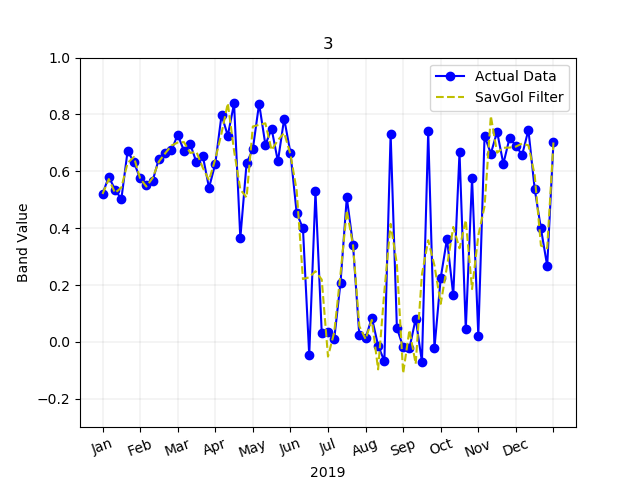 3
Actual Data
SavGol Filter
Band Value
1.0
0.8
0.6
0.4
0.2
0.0
−0.2
Jan Feb Mar Apr May Jun Jul Aug Sep Oct Nov Dec
2019